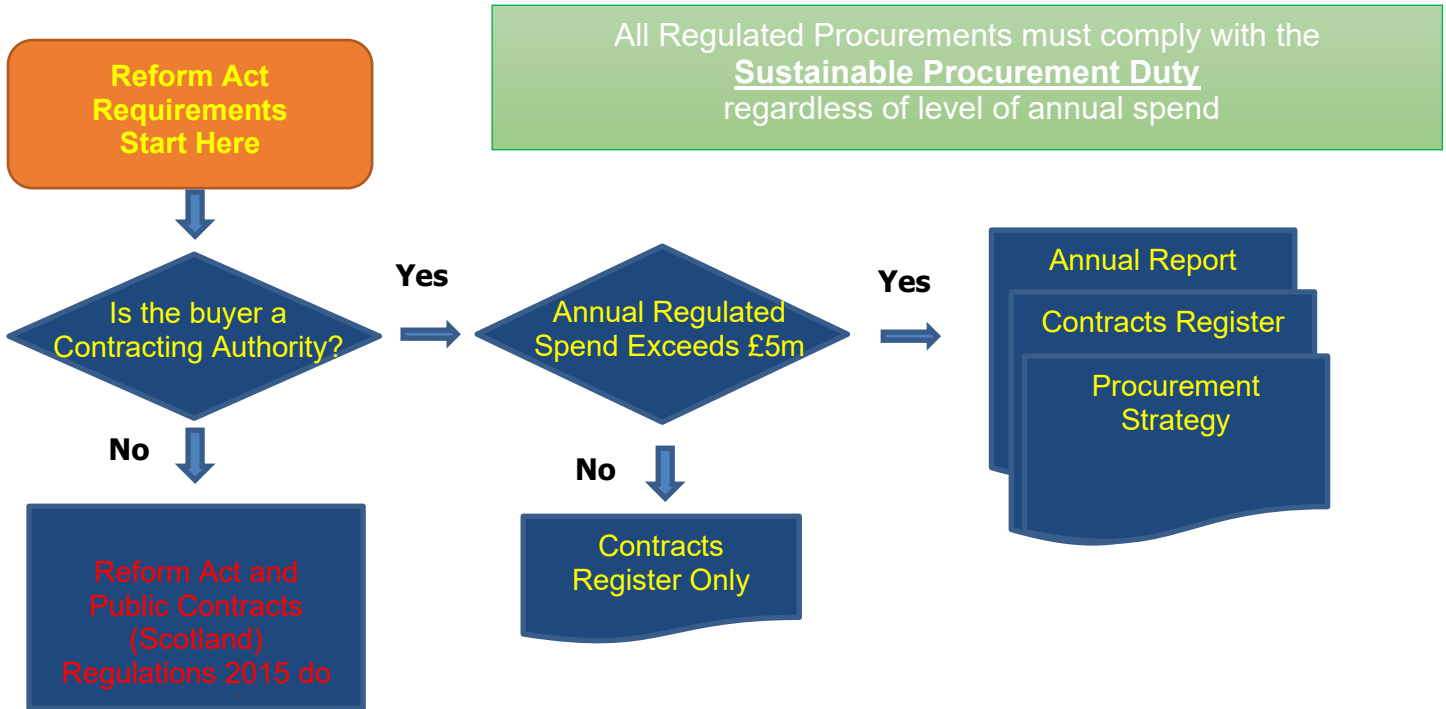 Reform Act
Requirements
Start Here
All Regulated Procurements must comply with the
Sustainable Procurement Duty
regardless of level of annual spend
Is the buyer a
Contracting Authority?
Yes
Annual Regulated
Spend Exceeds £5m
Yes
Annual Report
Contracts Register
Procurement
Strategy
No
Reform Act and
Public Contracts
(Scotland)
Regulations 2015 do
No
Contracts
Register Only